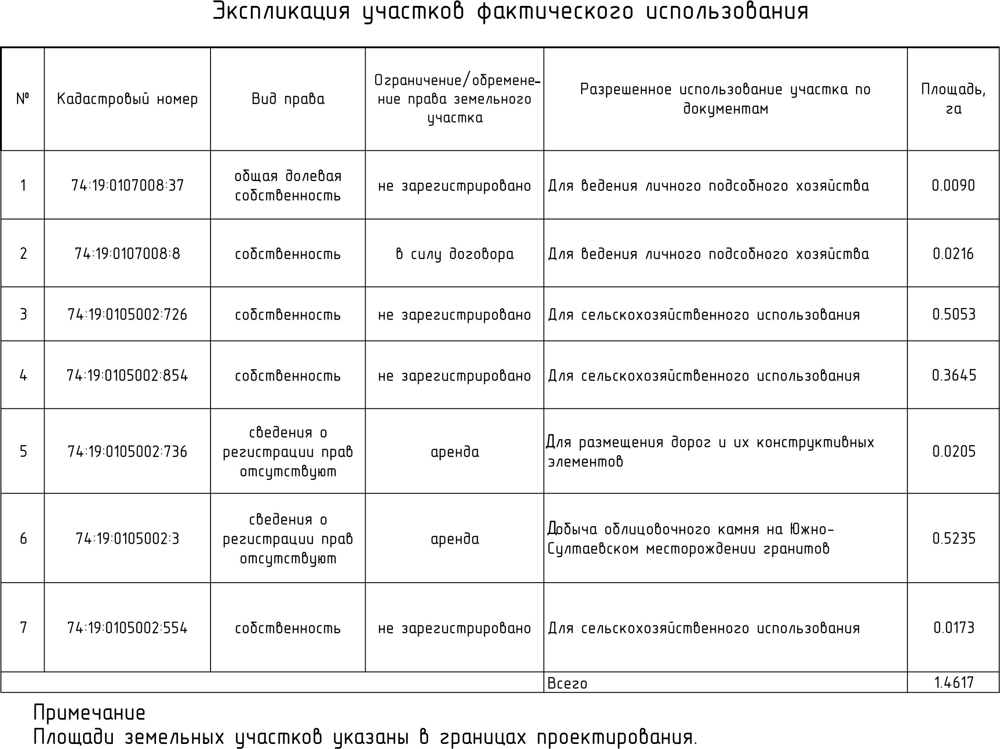 Экспликация участков фактического использования
№
Кадастровый номер
Вид права
Ограничение/обремене-
ние права земельного
участка
Разрешенное использование участка по
документам
Площадь,
га
1
74:19:0107008:37
общая долевая
собственность
не зарегистрировано
Для ведения личного подсобного хозяйства
0.0090
2
74:19:0107008:8
собственность
в силу договора
Для ведения личного подсобного хозяйства
0.0216
3
74:19:0105002:726
собственность
не зарегистрировано
Для сельскохозяйственного использования
0.5053
4
74:19:0105002:854
собственность
не зарегистрировано
Для сельскохозяйственного использования
0.3645
5
74:19:0105002:736
сведения о
регистрации прав
отсутствуют
аренда
Для размещения дорог и их конструктивных
элементов
0.0205
6
74:19:0105002:3
сведения о
регистрации прав
отсутствуют
аренда
Добыча облицовочного камня на Южно-
Султаевском месторождении гранитов
0.5235
7
74:19:0105002:554
собственность
не зарегистрировано
Для сельскохозяйственного использования
0.0173
Всего
1.4617
Примечание
Площади земельных участков указаны в границах проектирования.